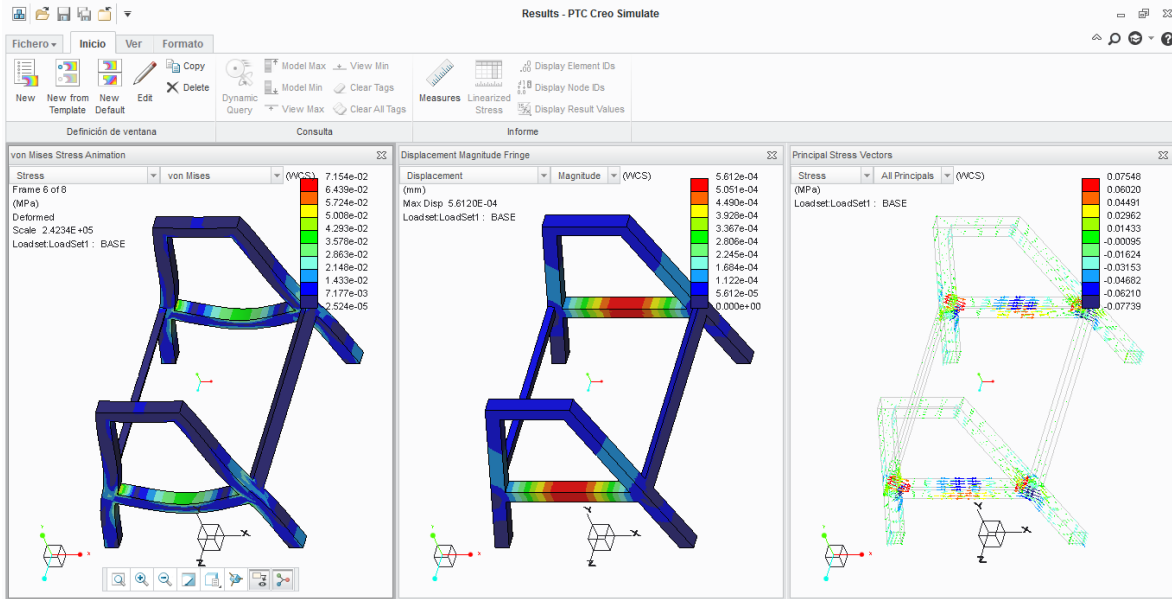 Results - PTC Creo Simulate
Fichero
Inicio
Ver
Formato
New
New from
Template
New
Default
Edit
Copy
Delete
Definición de ventana
Dynamic
Query
Model Max
Model Min
View Max
View Min
Clear Tags
Clear All Tags
Consulta
Measures
Linearized
Stress
Display Element IDs
Display Node IDs
Display Result Values
Informe
von Mises Stress Animation
Stress
von Mises
(WCS)
Frame 6 of 8
(MPa)
Deformed
Scale 2.4234E+05
Loadset:LoadSet1 : BASE
7.154e-02
6.439e-02
5.724e-02
5.008e-02
4.293e-02
3.578e-02
2.863e-02
2.148e-02
1.433e-02
7.177e-03
2.524e-05
Displacement Magnitude Fringe
Displacement
Magnitude
(WCS)
(mm)
Max Disp 5.6120E-04
Loadset:LoadSet1 : BASE
5.612e-04
5.051e-04
4.490e-04
3.928e-04
3.367e-04
2.806e-04
2.245e-04
1.684e-04
1.122e-04
5.612e-05
0.000e+00
Principal Stress Vectors
Stress
All Principals
(WCS)
(MPa)
Loadset:LoadSet1 : BASE
0.07548
0.06020
0.04491
0.02962
0.01433
-0.00095
-0.01624
-0.03153
-0.04682
-0.06210
-0.07739
Y
X
Z
Y
X
Z
Y
X
Z